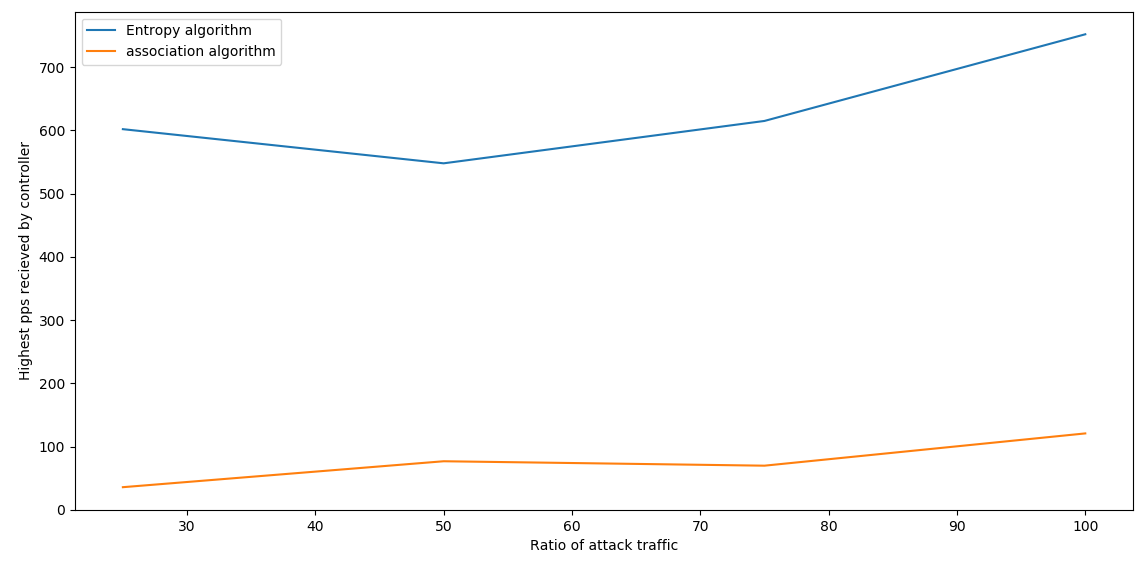 Entropy algorithm
association algorithm
Highest pps recieved by controller
700
600
500
400
300
200
100
0
30 40 50 60 70 80 90 100
Ratio of attack traffic